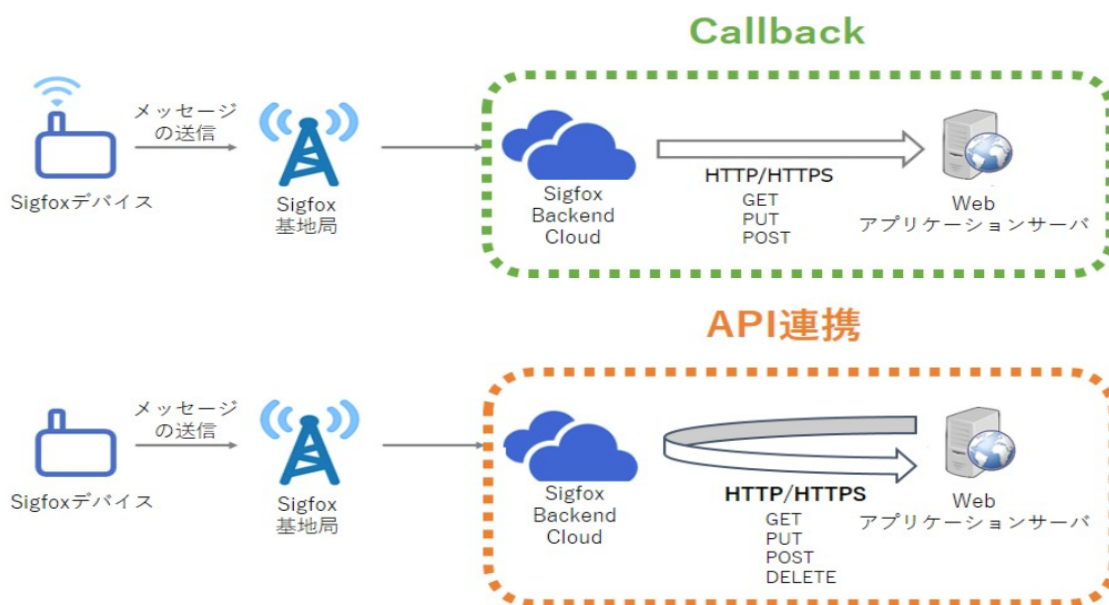 Callback
メッセージ
の送信
Sigfoxデバイス
Sigfox
基地局
Sigfox
Backend
Cloud
HTTP/HTTPS
GET
PUT
POST
Web
アプリケーションサーバ
API連携
メッセージ
の送信
Sigfoxデバイス
Sigfox
基地局
Sigfox
Backend
Cloud
HTTP/HTTPS
GET
PUT
POST
DELETE
Web
アプリケーションサーバ